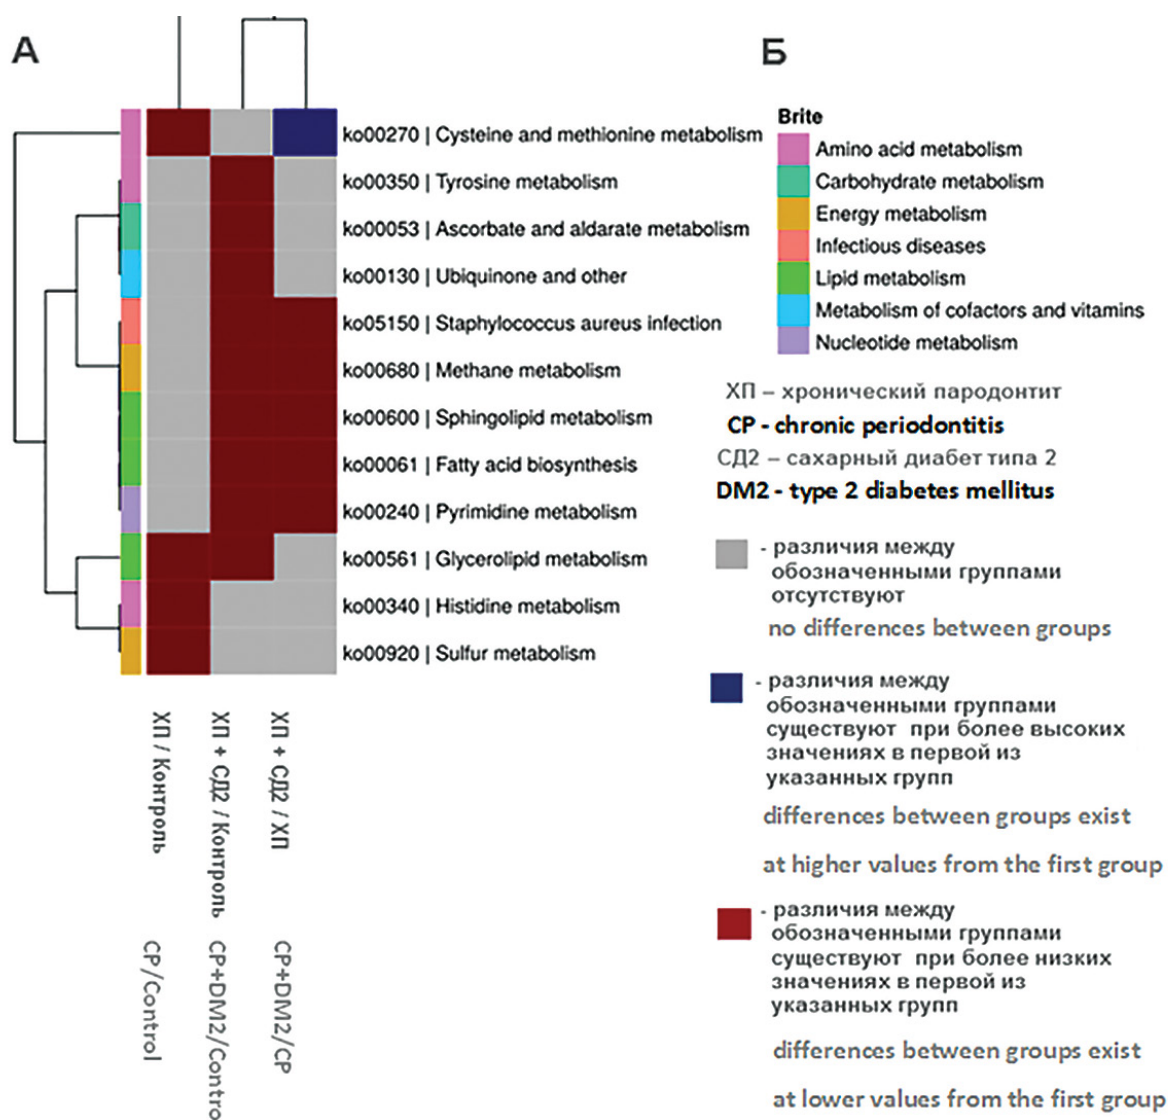 А
ko00270 | Cysteine and methionine metabolism
ko00350 | Tyrosine metabolism
ko00053 | Ascorbate and aldarate metabolism
ko00130 | Ubiquinone and other
ko05150 | Staphylococcus aureus infection
ko00680 | Methane metabolism
ko00600 | Sphingolipid metabolism
ko00061 | Fatty acid biosynthesis
ko00240 | Pyrimidine metabolism
ko00561 | Glycerolipid metabolism
ko00340 | Histidine metabolism
ko00920 | Sulfur metabolism
ХП / Контроль
ХП + СД2 / Контроль
ХП + СД2 / ХП
CP/Control
CP+DM2/Contro
CP+DM2/CP
Б
Brite
Amino acid metabolism
Carbohydrate metabolism
Energy metabolism
Infectious diseases
Lipid metabolism
Metabolism of cofactors and vitamins
Nucleotide metabolism
ХП – хронический пародонтит
CP - chronic periodontitis
СД2 – сахарный диабет типа 2
DM2 - type 2 diabetes mellitus
- различия между
обозначенными группами
отсутствуют
no differences between groups
- различия между
обозначенными группами
существуют при более высоких
значениях в первой из
указанных групп
differences between groups exist
at higher values from the first group
- различия между
обозначенными группами
существуют при более низких
значениях в первой из
указанных групп
differences between groups exist
at lower values from the first group